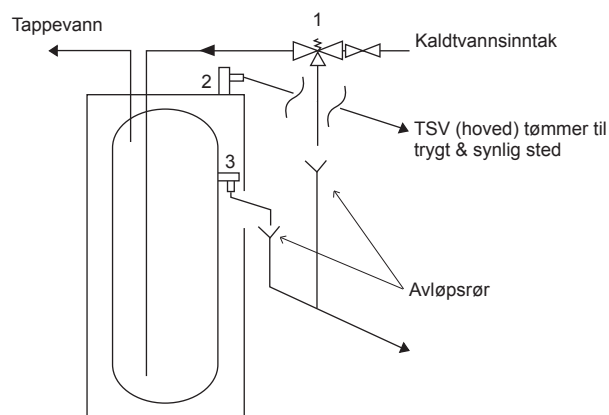 1
Tappevann
Kaldtvannsinntak
2
TSV (hoved) tømmer til
trygt & synlig sted
3
Avløpsrør